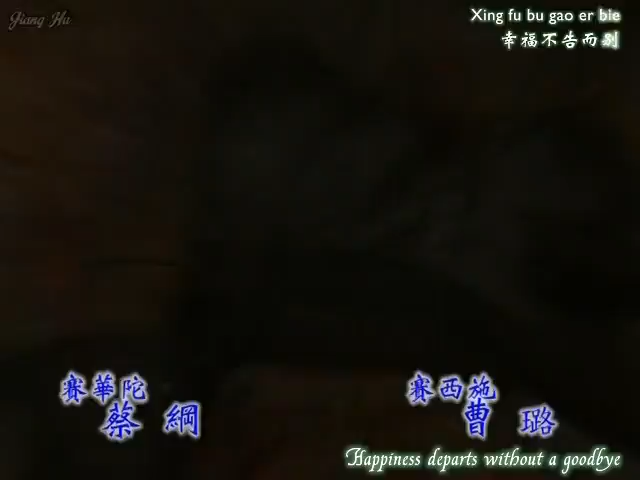 Jiang Hu
Xing fu bu gao er bie
幸福不告而别
賽華陀
蔡綱
賽西施
曹璐
Happiness departs without a goodbye